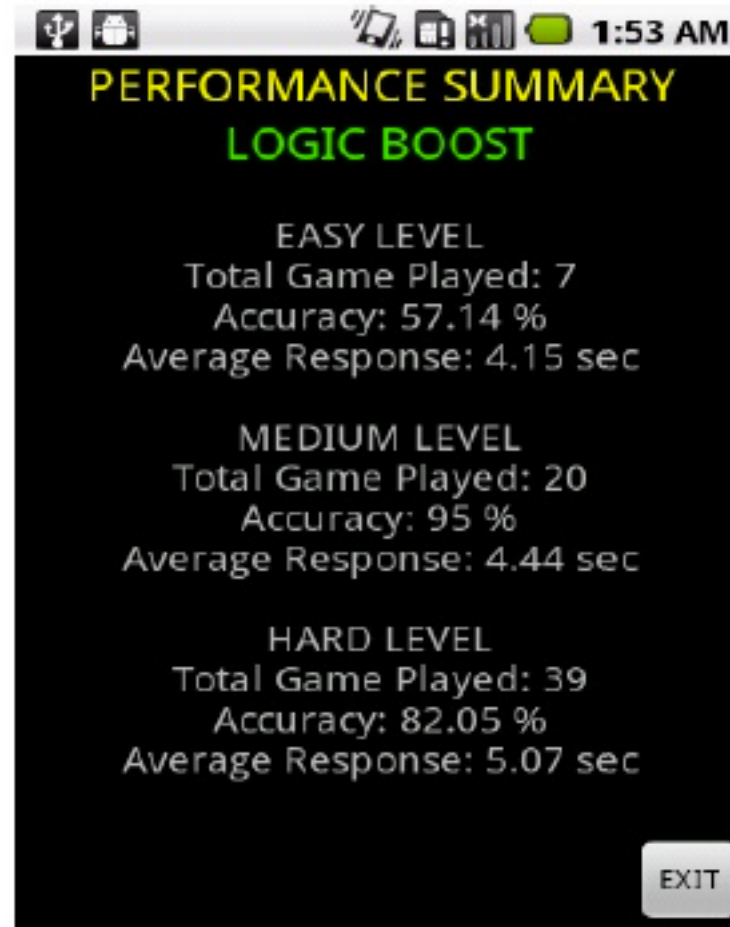 1:53 AM
PERFORMANCE SUMMARY
LOGIC BOOST
EASY LEVEL
Total Game Played: 7
Accuracy: 57.14 %
Average Response: 4.15 sec
MEDIUM LEVEL
Total Game Played: 20
Accuracy: 95 %
Average Response: 4.44 sec
HARD LEVEL
Total Game Played: 39
Accuracy: 82.05 %
Average Response: 5.07 sec
EXIT